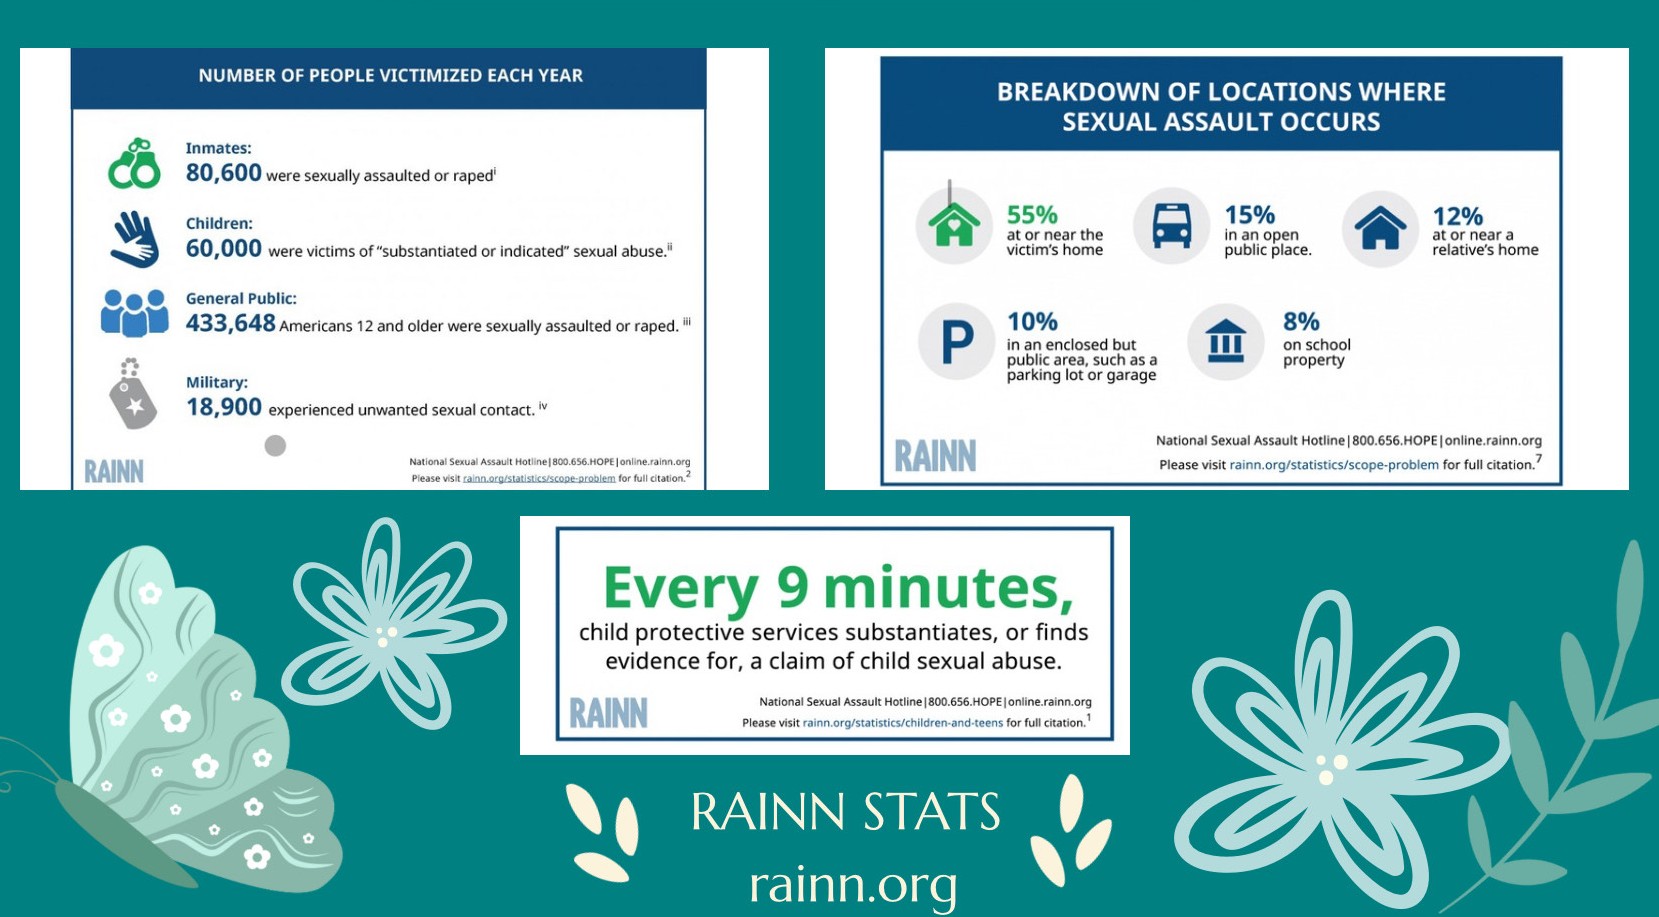 NUMBER OF PEOPLE VICTIMIZED EACH YEAR
Inmates:
80,600 were sexually assaulted or raped i
Children:
60,000 were victims of “substantiated or indicated” sexual abuse. ii
General Public:
433,648 Americans 12 and older were sexually assaulted or raped. iii
Military:
18,900 experienced unwanted sexual contact. iv
RAINN
National Sexual Assault Hotline|800.656.HOPE|online.rainn.org
Please visit rainn.org/statistics/scope-problem for full citation.2
BREAKDOWN OF LOCATIONS WHERE
SEXUAL ASSAULT OCCURS
55%
at or near the
victim’s home
15%
in an open
public place.
12%
at or near a
relative’s home
P
10%
in an enclosed but
public area, such as a
parking lot or garage
8%
on school
property
RAINN
National Sexual Assault Hotline|800.656.HOPE|online.rainn.org
Please visit rainn.org/statistics/scope-problem for full citation.7
Every 9 minutes,
child protective services substantiates, or finds
evidence for, a claim of child sexual abuse.
RAINN
National Sexual Assault Hotline|800.656.HOPE|online.rainn.org
Please visit rainn.org/statistics/children-and-teens for full citation.1
RAINN STATS
rainn.org